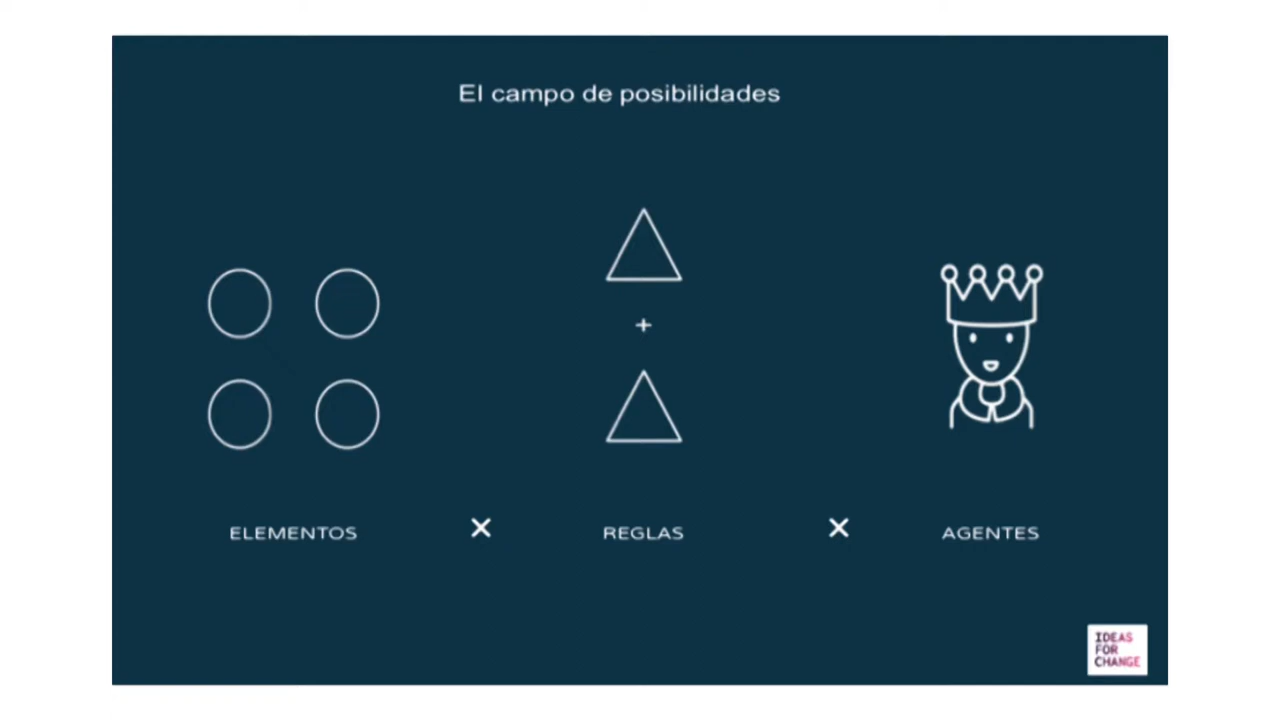 El campo de posibilidades
+
ELEMENTOS × REGLAS × AGENTES
IDEAS
FOR
CHANGE